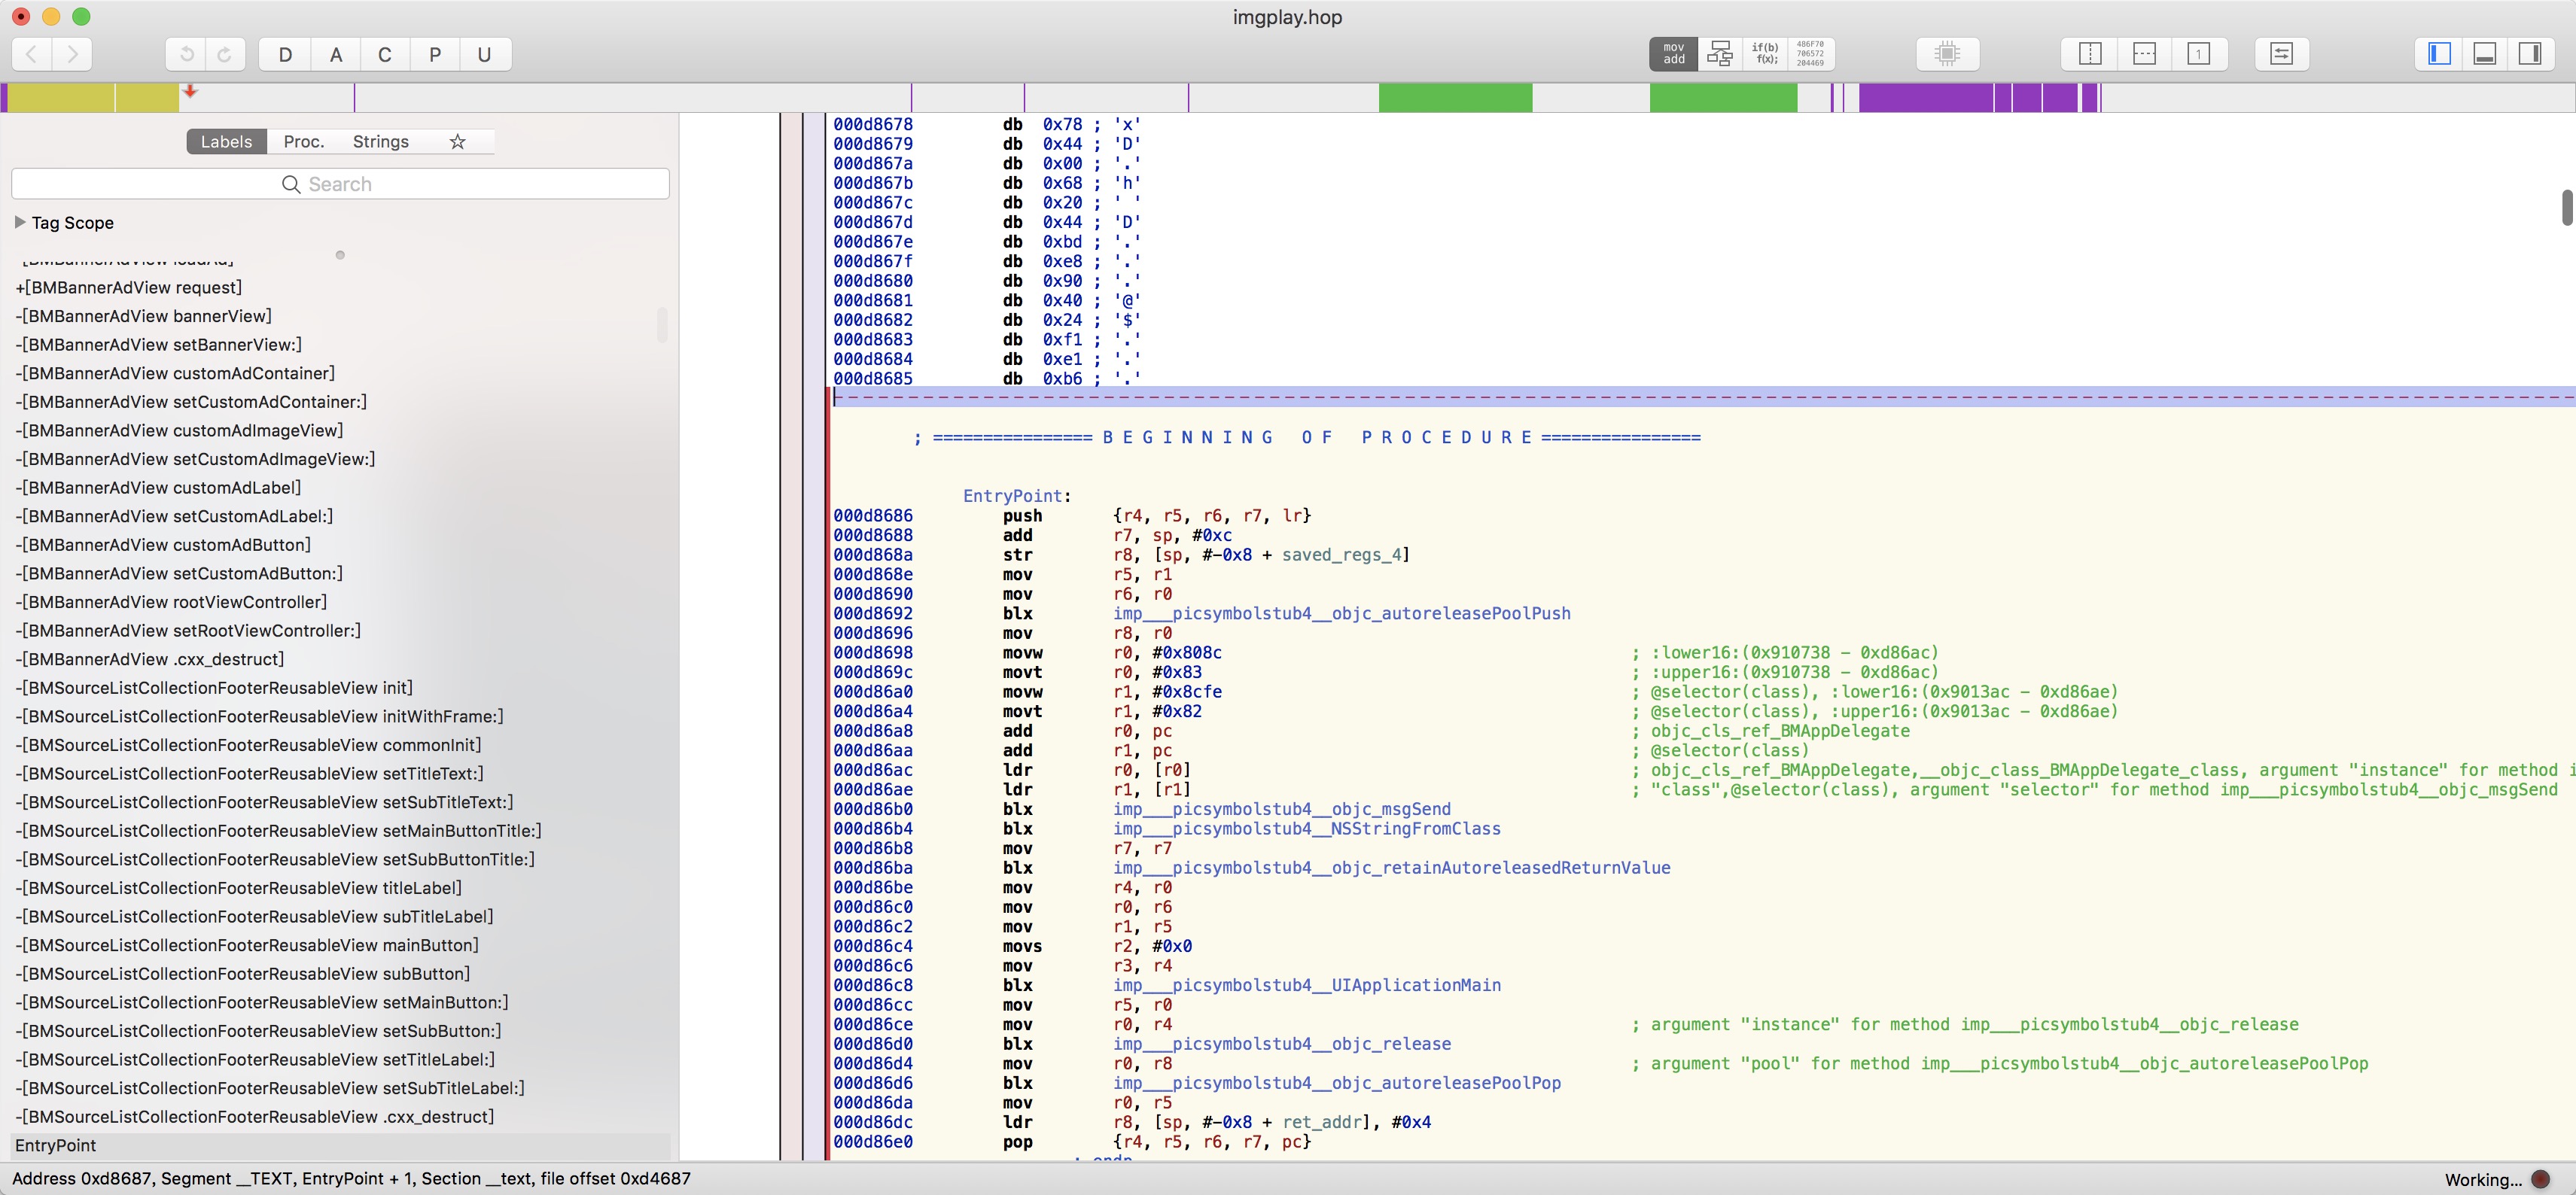 imgplay.hop
D A C P U
mov add
if(b) f(x);
486F70 706572 204469
1
Labels Proc. Strings
Search
Tag Scope
+[BMBannerAdView request]
-[BMBannerAdView bannerView]
-[BMBannerAdView setBannerView:]
-[BMBannerAdView customAdContainer]
-[BMBannerAdView setCustomAdContainer:]
-[BMBannerAdView customAdImageView]
-[BMBannerAdView setCustomAdImageView:]
-[BMBannerAdView customAdLabel]
-[BMBannerAdView setCustomAdLabel:]
-[BMBannerAdView customAdButton]
-[BMBannerAdView setCustomAdButton:]
-[BMBannerAdView rootViewController]
-[BMBannerAdView setRootViewController:]
-[BMBannerAdView .cxx_destruct]
-[BMSourceListCollectionFooterReusableView init]
-[BMSourceListCollectionFooterReusableView initWithFrame:]
-[BMSourceListCollectionFooterReusableView commonInit]
-[BMSourceListCollectionFooterReusableView setTitleText:]
-[BMSourceListCollectionFooterReusableView setSubTitleText:]
-[BMSourceListCollectionFooterReusableView setMainButtonTitle:]
-[BMSourceListCollectionFooterReusableView setSubButtonTitle:]
-[BMSourceListCollectionFooterReusableView titleLabel]
-[BMSourceListCollectionFooterReusableView subTitleLabel]
-[BMSourceListCollectionFooterReusableView mainButton]
-[BMSourceListCollectionFooterReusableView subButton]
-[BMSourceListCollectionFooterReusableView setMainButton:]
-[BMSourceListCollectionFooterReusableView setSubButton:]
-[BMSourceListCollectionFooterReusableView setTitleLabel:]
-[BMSourceListCollectionFooterReusableView setSubTitleLabel:]
-[BMSourceListCollectionFooterReusableView .cxx_destruct]
EntryPoint
000d8678 db 0x78 ; 'x'
000d8679 db 0x44 ; 'D'
000d867a db 0x00 ; '.'
000d867b db 0x68 ; 'h'
000d867c db 0x20 ; ' '
000d867d db 0x44 ; 'D'
000d867e db 0xbd ; '.'
000d867f db 0xe8 ; '.'
000d8680 db 0x90 ; '.'
000d8681 db 0x40 ; '@'
000d8682 db 0x24 ; '$'
000d8683 db 0xf1 ; '.'
000d8684 db 0xe1 ; '.'
000d8685 db 0xb6 ; '.'
; ================ B E G I N N I N G O F P R O C E D U R E ================
EntryPoint:
000d8686 push {r4, r5, r6, r7, lr}
000d8688 add r7, sp, #0xc
000d868a str r8, [sp, #-0x8 + saved_regs_4]
000d868e mov r5, r1
000d8690 mov r6, r0
000d8692 blx imp___picsymbolstub4__objc_autoreleasePoolPush
000d8696 mov r8, r0
000d8698 movw r0, #0x808c ; :lower16:(0x910738 - 0xd86ac)
000d869c movt r0, #0x83 ; :upper16:(0x910738 - 0xd86ac)
000d86a0 movw r1, #0x8cfe ; @selector(class), :lower16:(0x9013ac - 0xd86ae)
000d86a4 movt r1, #0x82 ; @selector(class), :upper16:(0x9013ac - 0xd86ae)
000d86a8 add r0, pc ; objc_cls_ref_BMAppDelegate
000d86aa add r1, pc ; @selector(class)
000d86ac ldr r0, [r0] ; objc_cls_ref_BMAppDelegate,__objc_class_BMAppDelegate_class, argument "instance" for method i
000d86ae ldr r1, [r1] ; "class",@selector(class), argument "selector" for method imp___picsymbolstub4__objc_msgSend
000d86b0 blx imp___picsymbolstub4__objc_msgSend
000d86b4 blx imp___picsymbolstub4__NSStringFromClass
000d86b8 mov r7, r7
000d86ba blx imp___picsymbolstub4__objc_retainAutoreleasedReturnValue
000d86be mov r4, r0
000d86c0 mov r0, r6
000d86c2 mov r1, r5
000d86c4 movs r2, #0x0
000d86c6 mov r3, r4
000d86c8 blx imp___picsymbolstub4__UIApplicationMain
000d86cc mov r5, r0
000d86ce mov r0, r4 ; argument "instance" for method imp___picsymbolstub4__objc_release
000d86d0 blx imp___picsymbolstub4__objc_release
000d86d4 mov r0, r8 ; argument "pool" for method imp___picsymbolstub4__objc_autoreleasePoolPop
000d86d6 blx imp___picsymbolstub4__objc_autoreleasePoolPop
000d86da mov r0, r5
000d86dc ldr r8, [sp, #-0x8 + ret_addr], #0x4
000d86e0 pop {r4, r5, r6, r7, pc}
Address 0xd8687, Segment __TEXT, EntryPoint + 1, Section __text, file offset 0xd4687
Working...